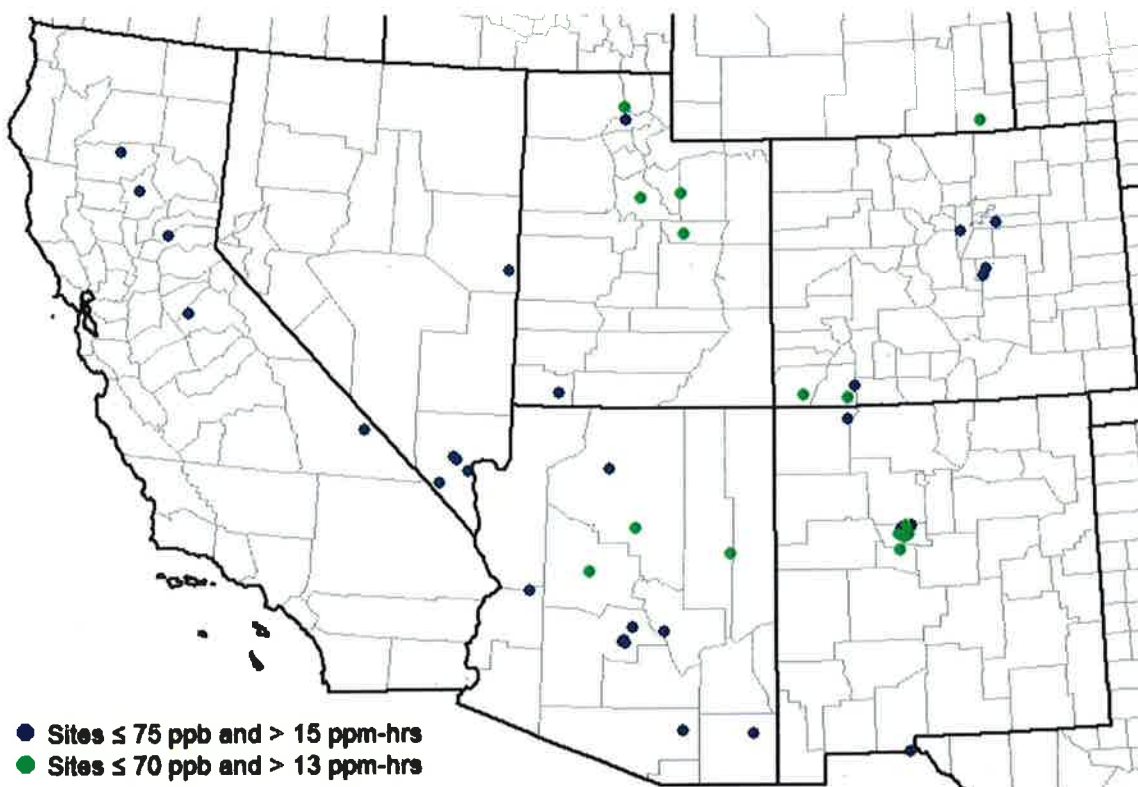 Sites ≤ 75 ppb and > 15 ppm-hrs
Sites ≤ 70 ppb and > 13 ppm-hrs